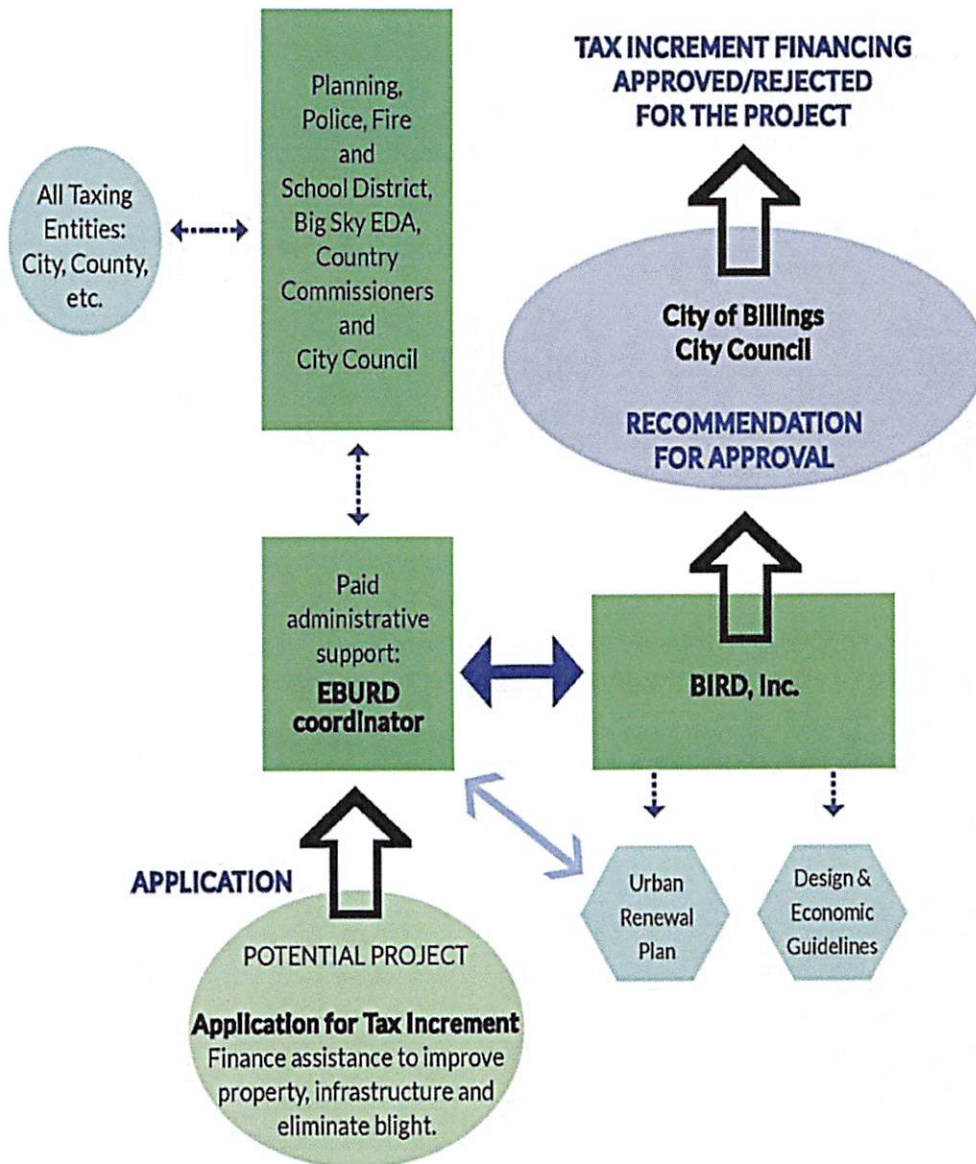 TAX INCREMENT FINANCING
APPROVED/REJECTED
FOR THE PROJECT
Planning,
Police, Fire
and
School District,
Big Sky EDA,
Country
Commissioners
and
City Council
All Taxing
Entities:
City, County,
etc.
City of Billings
City Council
RECOMMENDATION
FOR APPROVAL
Paid
administrative
support:
EBURD
coordinator
BIRD, Inc.
APPLICATION
Urban
Renewal
Plan
Design &
Economic
Guidelines
POTENTIAL PROJECT
Application for Tax Increment
Finance assistance to improve
property, infrastructure and
eliminate blight.